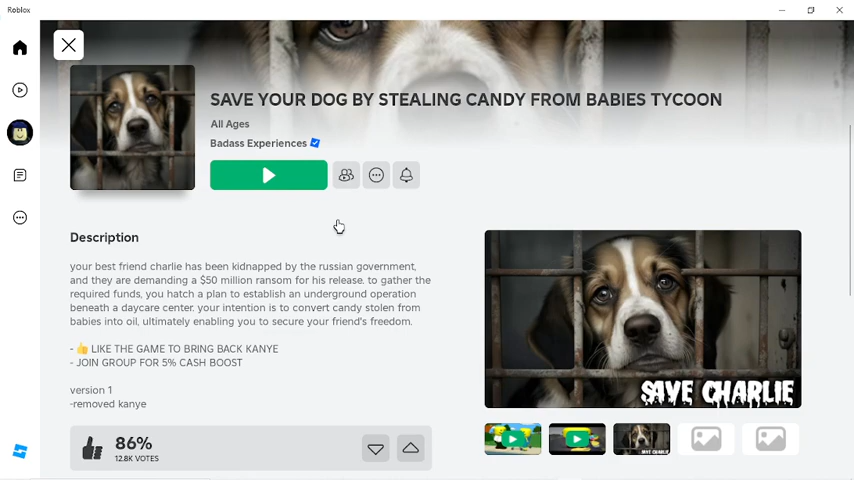 Roblox
SAVE YOUR DOG BY STEALING CANDY FROM BABIES TYCOON
All Ages
Badass Experiences
Description
your best friend charlie has been kidnapped by the russian government,
and they are demanding a $50 million ransom for his release. to gather the
required funds, you hatch a plan to establish an underground operation
beneath a daycare center. your intention is to convert candy stolen from
babies into oil, ultimately enabling you to secure your friend's freedom.
- 👍 LIKE THE GAME TO BRING BACK KANYE
- JOIN GROUP FOR 5% CASH BOOST
version 1
-removed kanye
86%
12.8K VOTES
SAVE CHARLIE
SAVE CHARLIE